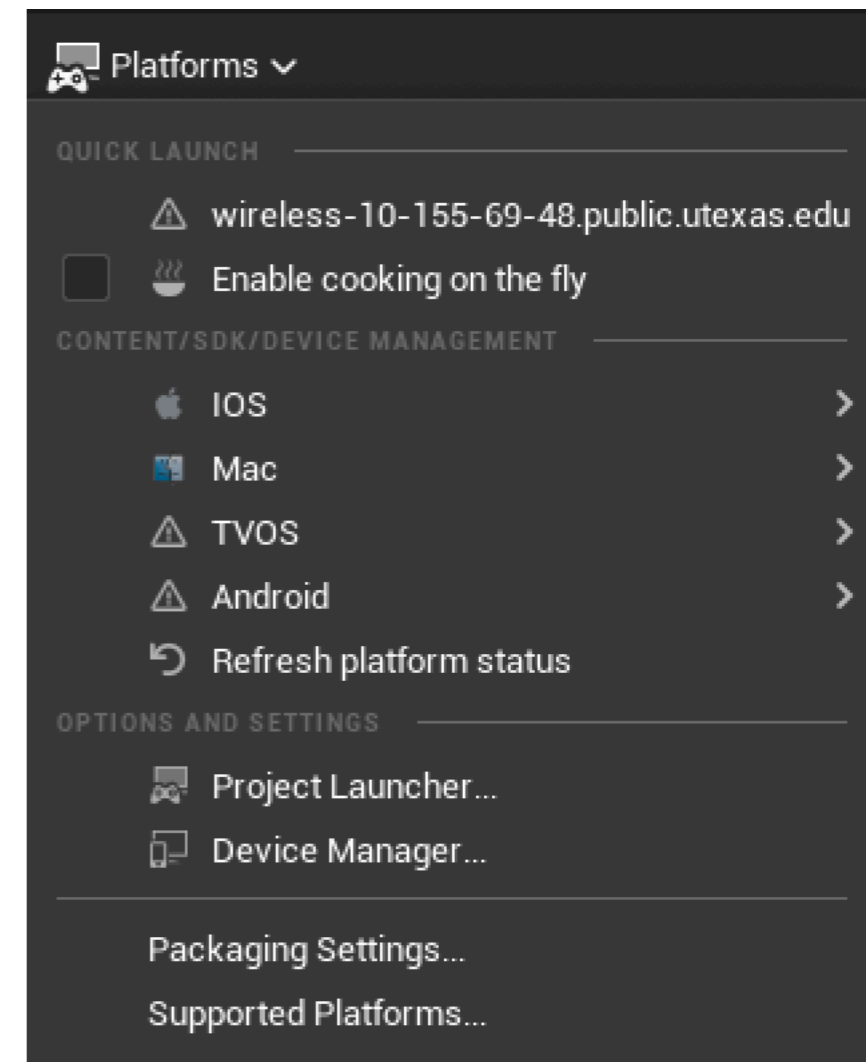 Platforms
QUICK LAUNCH
wireless-10-155-69-48.public.utexas.edu
Enable cooking on the fly
CONTENT/SDK/DEVICE MANAGEMENT
IOS
Mac
TVOS
Android
Refresh platform status
OPTIONS AND SETTINGS
Project Launcher...
Device Manager...
Packaging Settings...
Supported Platforms...